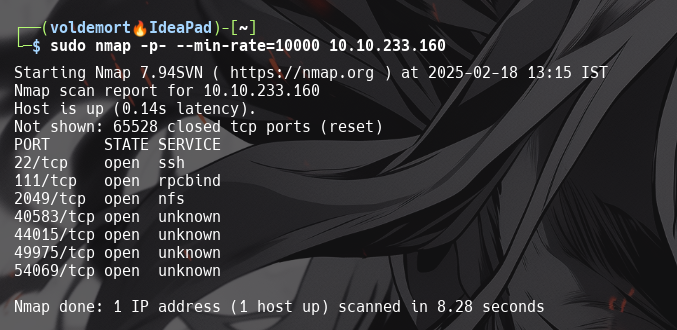 ┌──(voldemort🔥IdeaPad)-[~]
└─$ sudo nmap -p- --min-rate=10000 10.10.233.160
Starting Nmap 7.94SVN ( https://nmap.org ) at 2025-02-18 13:15 IST
Nmap scan report for 10.10.233.160
Host is up (0.14s latency).
Not shown: 65528 closed tcp ports (reset)
PORT      STATE SERVICE
22/tcp    open  ssh
111/tcp   open  rpcbind
2049/tcp  open  nfs
40583/tcp open  unknown
44015/tcp open  unknown
49975/tcp open  unknown
54069/tcp open  unknown
Nmap done: 1 IP address (1 host up) scanned in 8.28 seconds